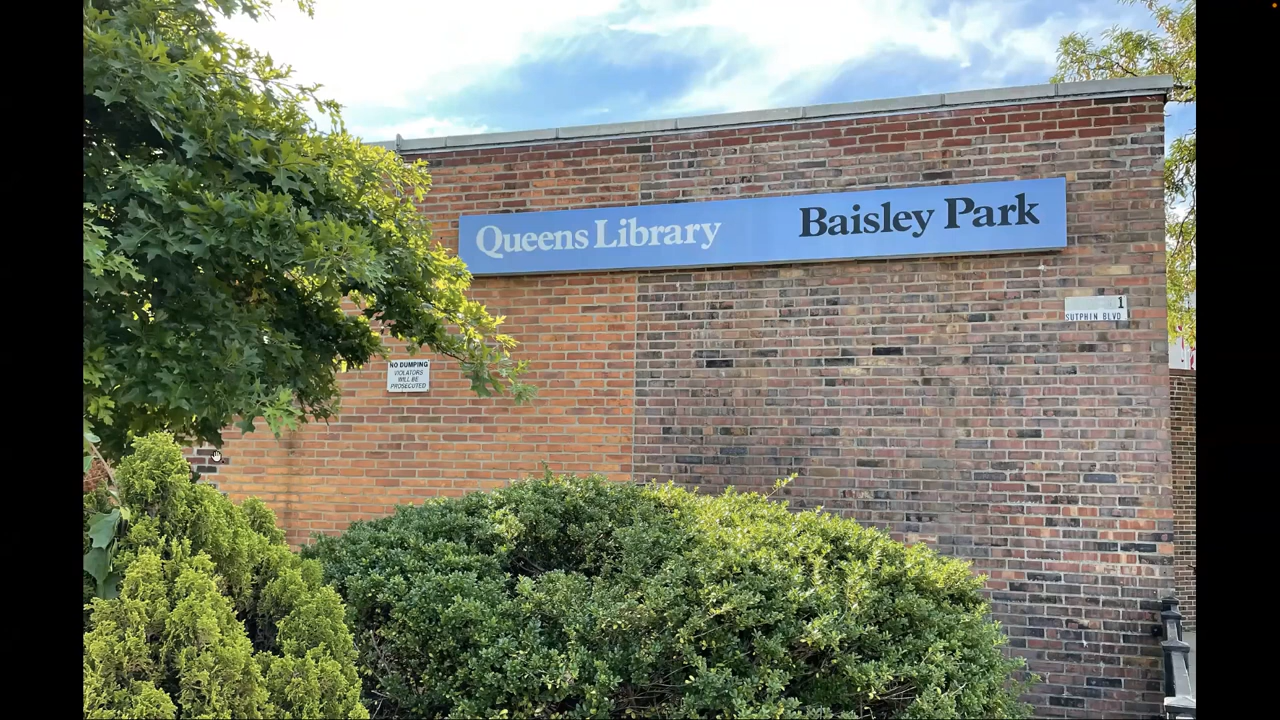 Queens Library Baisley Park
1
SUTPHIN BLVD
NO DUMPING
VIOLATORS
WILL BE
PROSECUTED